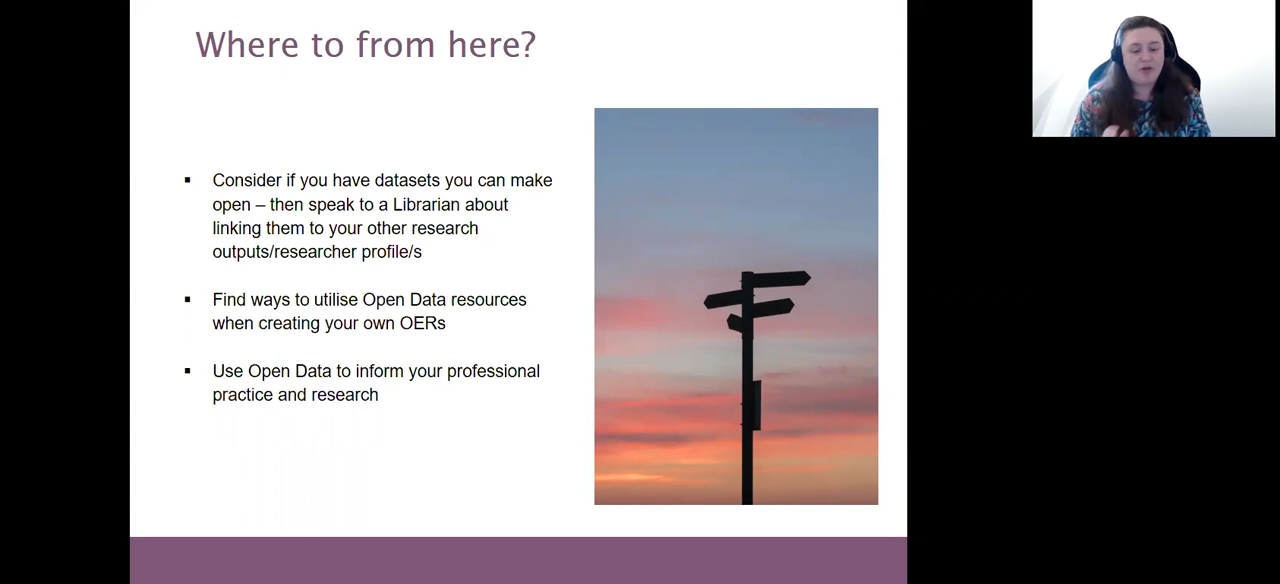 Where to from here?
▪ Consider if you have datasets you can make
open – then speak to a Librarian about
linking them to your other research
outputs/researcher profile/s
▪ Find ways to utilise Open Data resources
when creating your own OERs
▪ Use Open Data to inform your professional
practice and research